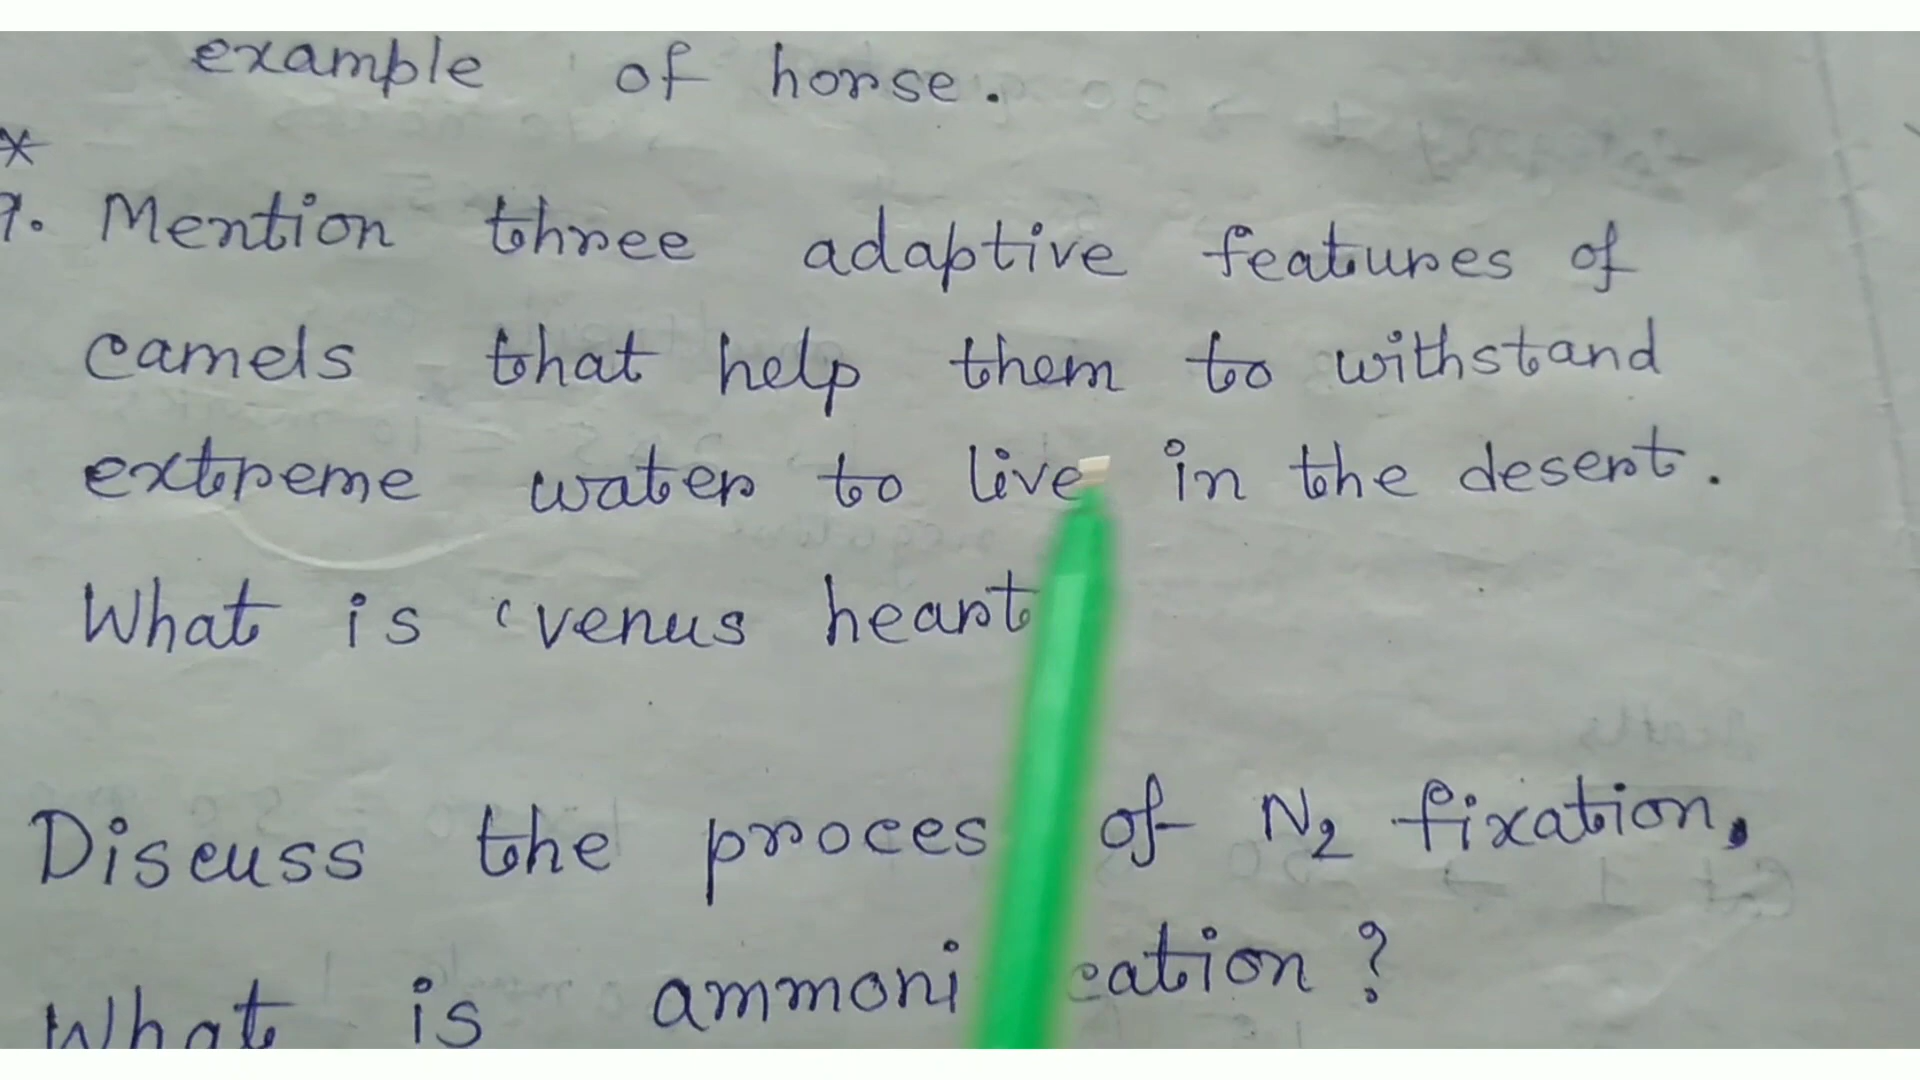 example of horse.
*
9. Mention three adaptive features of
camels that help them to withstand
extreme water to live in the desert.
What is 'venus heart
Discuss the proces of N₂ fixation.
What is ammoni cation?